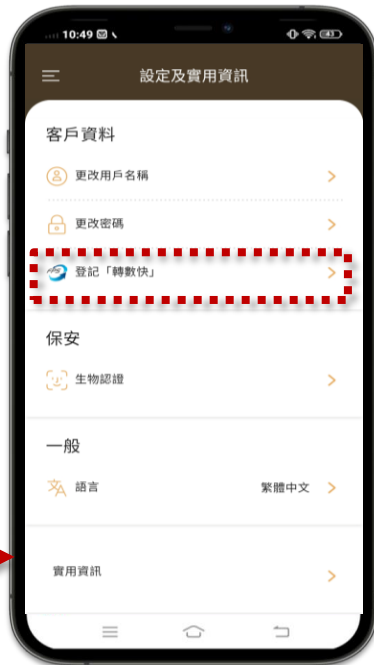 10:49
43
設定及實用資訊
客戶資料
更改用戶名稱
更改密碼
登記「轉數快」
保安
生物認證
一般
語言 繁體中文
實用資訊